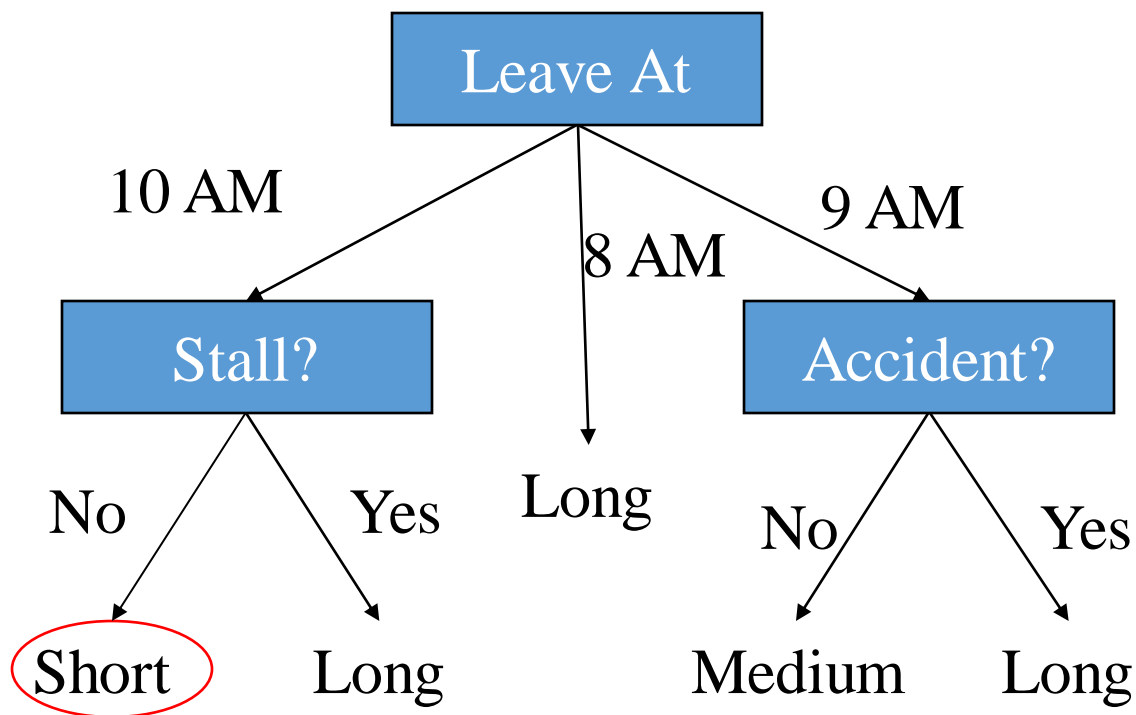 Leave At
10 AM
8 AM
9 AM
Stall?
Accident?
No
Yes
Long
No
Yes
Short
Long
Medium
Long